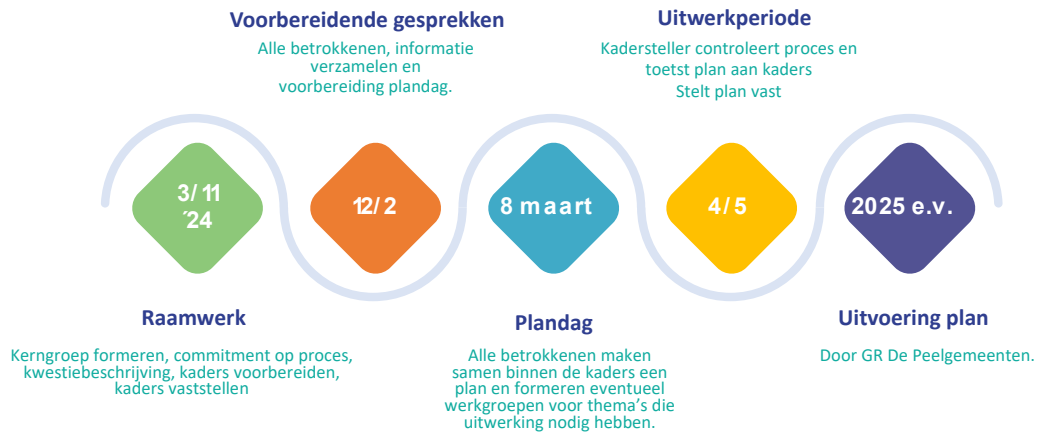 Voorbereidende gesprekken
Alle betrokkenen, informatie
verzamelen en
voorbereiding plandag.
Uitwerkperiode
Kadersteller controleert proces en
toetst plan aan kaders
Stelt plan vast
3/11
´24
12/2
8 maart
4/5
2025 e.v.
Raamwerk
Kerngroep formeren, commitment op proces,
kwestiebeschrijving, kaders voorbereiden,
kaders vaststellen
Plandag
Alle betrokkenen maken
samen binnen de kaders een
plan en formeren eventueel
werkgroepen voor thema’s die
uitwerking nodig hebben.
Uitvoering plan
Door GR De Peelgemeenten.